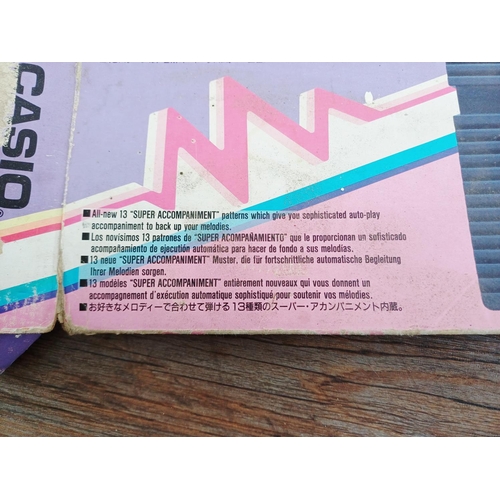 CASIO®
■ All-new 13 "SUPER ACCOMPANIMENT" patterns which give you sophisticated auto-play
accompaniment to back up your melodies.
■ Los novísimos 13 patrones de "SUPER ACOMPAÑAMIENTO" que le proporcionan un sofisticado
acompañamiento de ejecución automática para hacer de fondo a sus melodías.
■ 13 neue "SUPER ACCOMPANIMENT" Muster, die für fortschrittliche automatische Begleitung
Ihrer Melodien sorgen.
■ 13 modèles "SUPER ACCOMPANIMENT" entièrement nouveaux qui vous donnent un
accompagnement d'exécution automatique sophistiqué pour soutenir vos mélodies.
■ お好きなメロディーで合わせて弾ける13種類のスーパー・アカンパニメント内蔵。